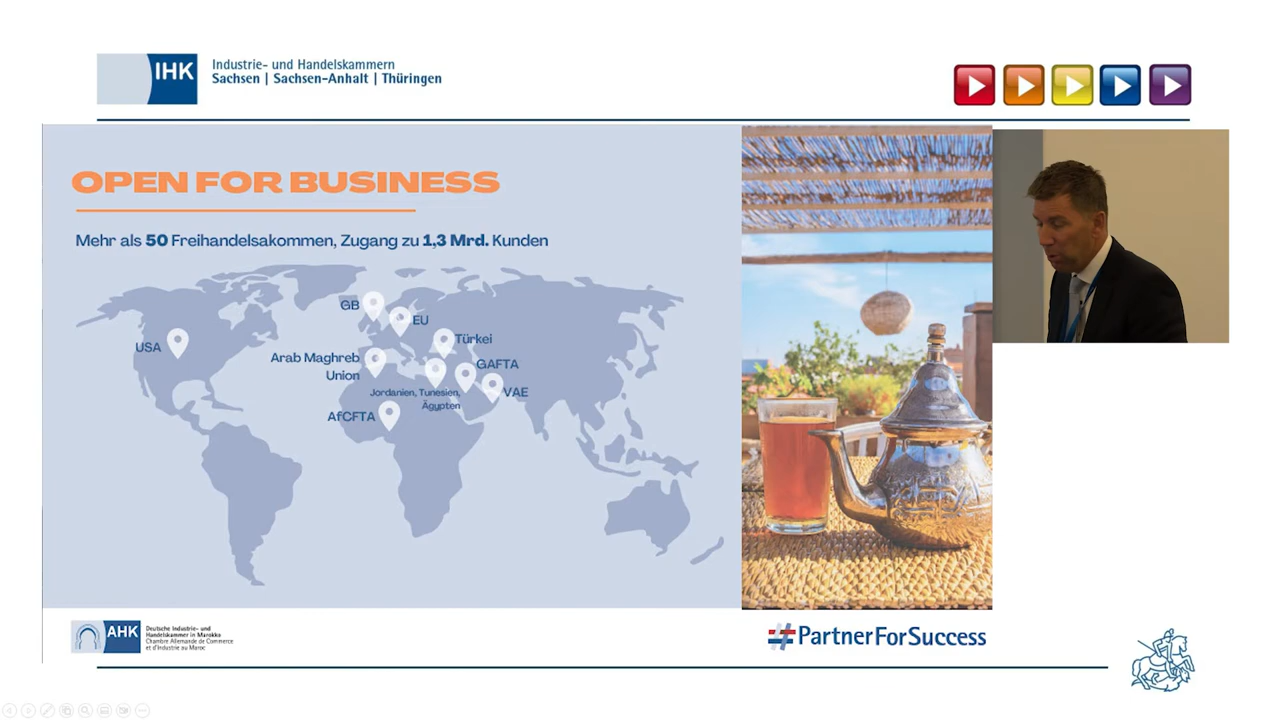 IHK
Industrie- und Handelskammern
Sachsen | Sachsen-Anhalt | Thüringen
OPEN FOR BUSINESS
Mehr als 50 Freihandelsakommen, Zugang zu 1,3 Mrd. Kunden
GB
EU
USA
Türkei
Arab Maghreb
Union
GAFTA
Jordanien, Tunesien,
Ägypten
VAE
AfCFTA
AHK
Deutsche Industrie- und
Handelskammer in Marokko
Chambre Allemande de Commerce
et d'Industrie au Maroc
#PartnerForSuccess